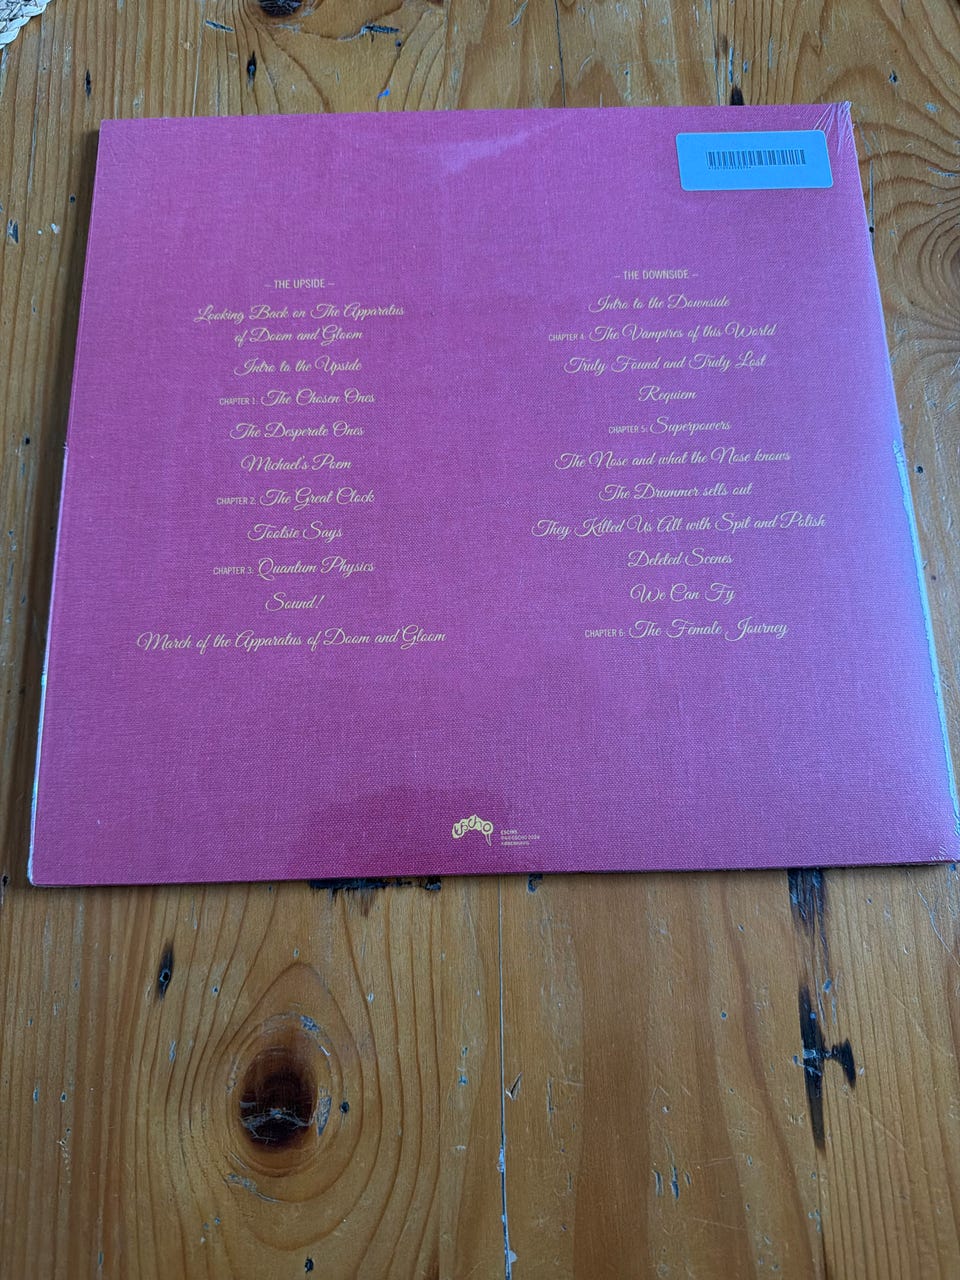 – THE UPSIDE –
Looking Back on The Apparatus
of Doom and Gloom
Intro to the Upside
CHAPTER 1: The Chosen Ones
The Desperate Ones
Michael's Poem
CHAPTER 2: The Great Clock
Tootsie Says
CHAPTER 3: Quantum Physics
Sound!
March of the Apparatus of Doom and Gloom
– THE DOWNSIDE –
Intro to the Downside
CHAPTER 4: The Vampires of this World
Truly Found and Truly Lost
Requiem
CHAPTER 5: Superpowers
The Nose and what the Nose knows
The Drummer sells out
They Killed Us All with Spit and Polish
Deleted Scenes
We Can Fy
CHAPTER 6: The Female Journey
escho